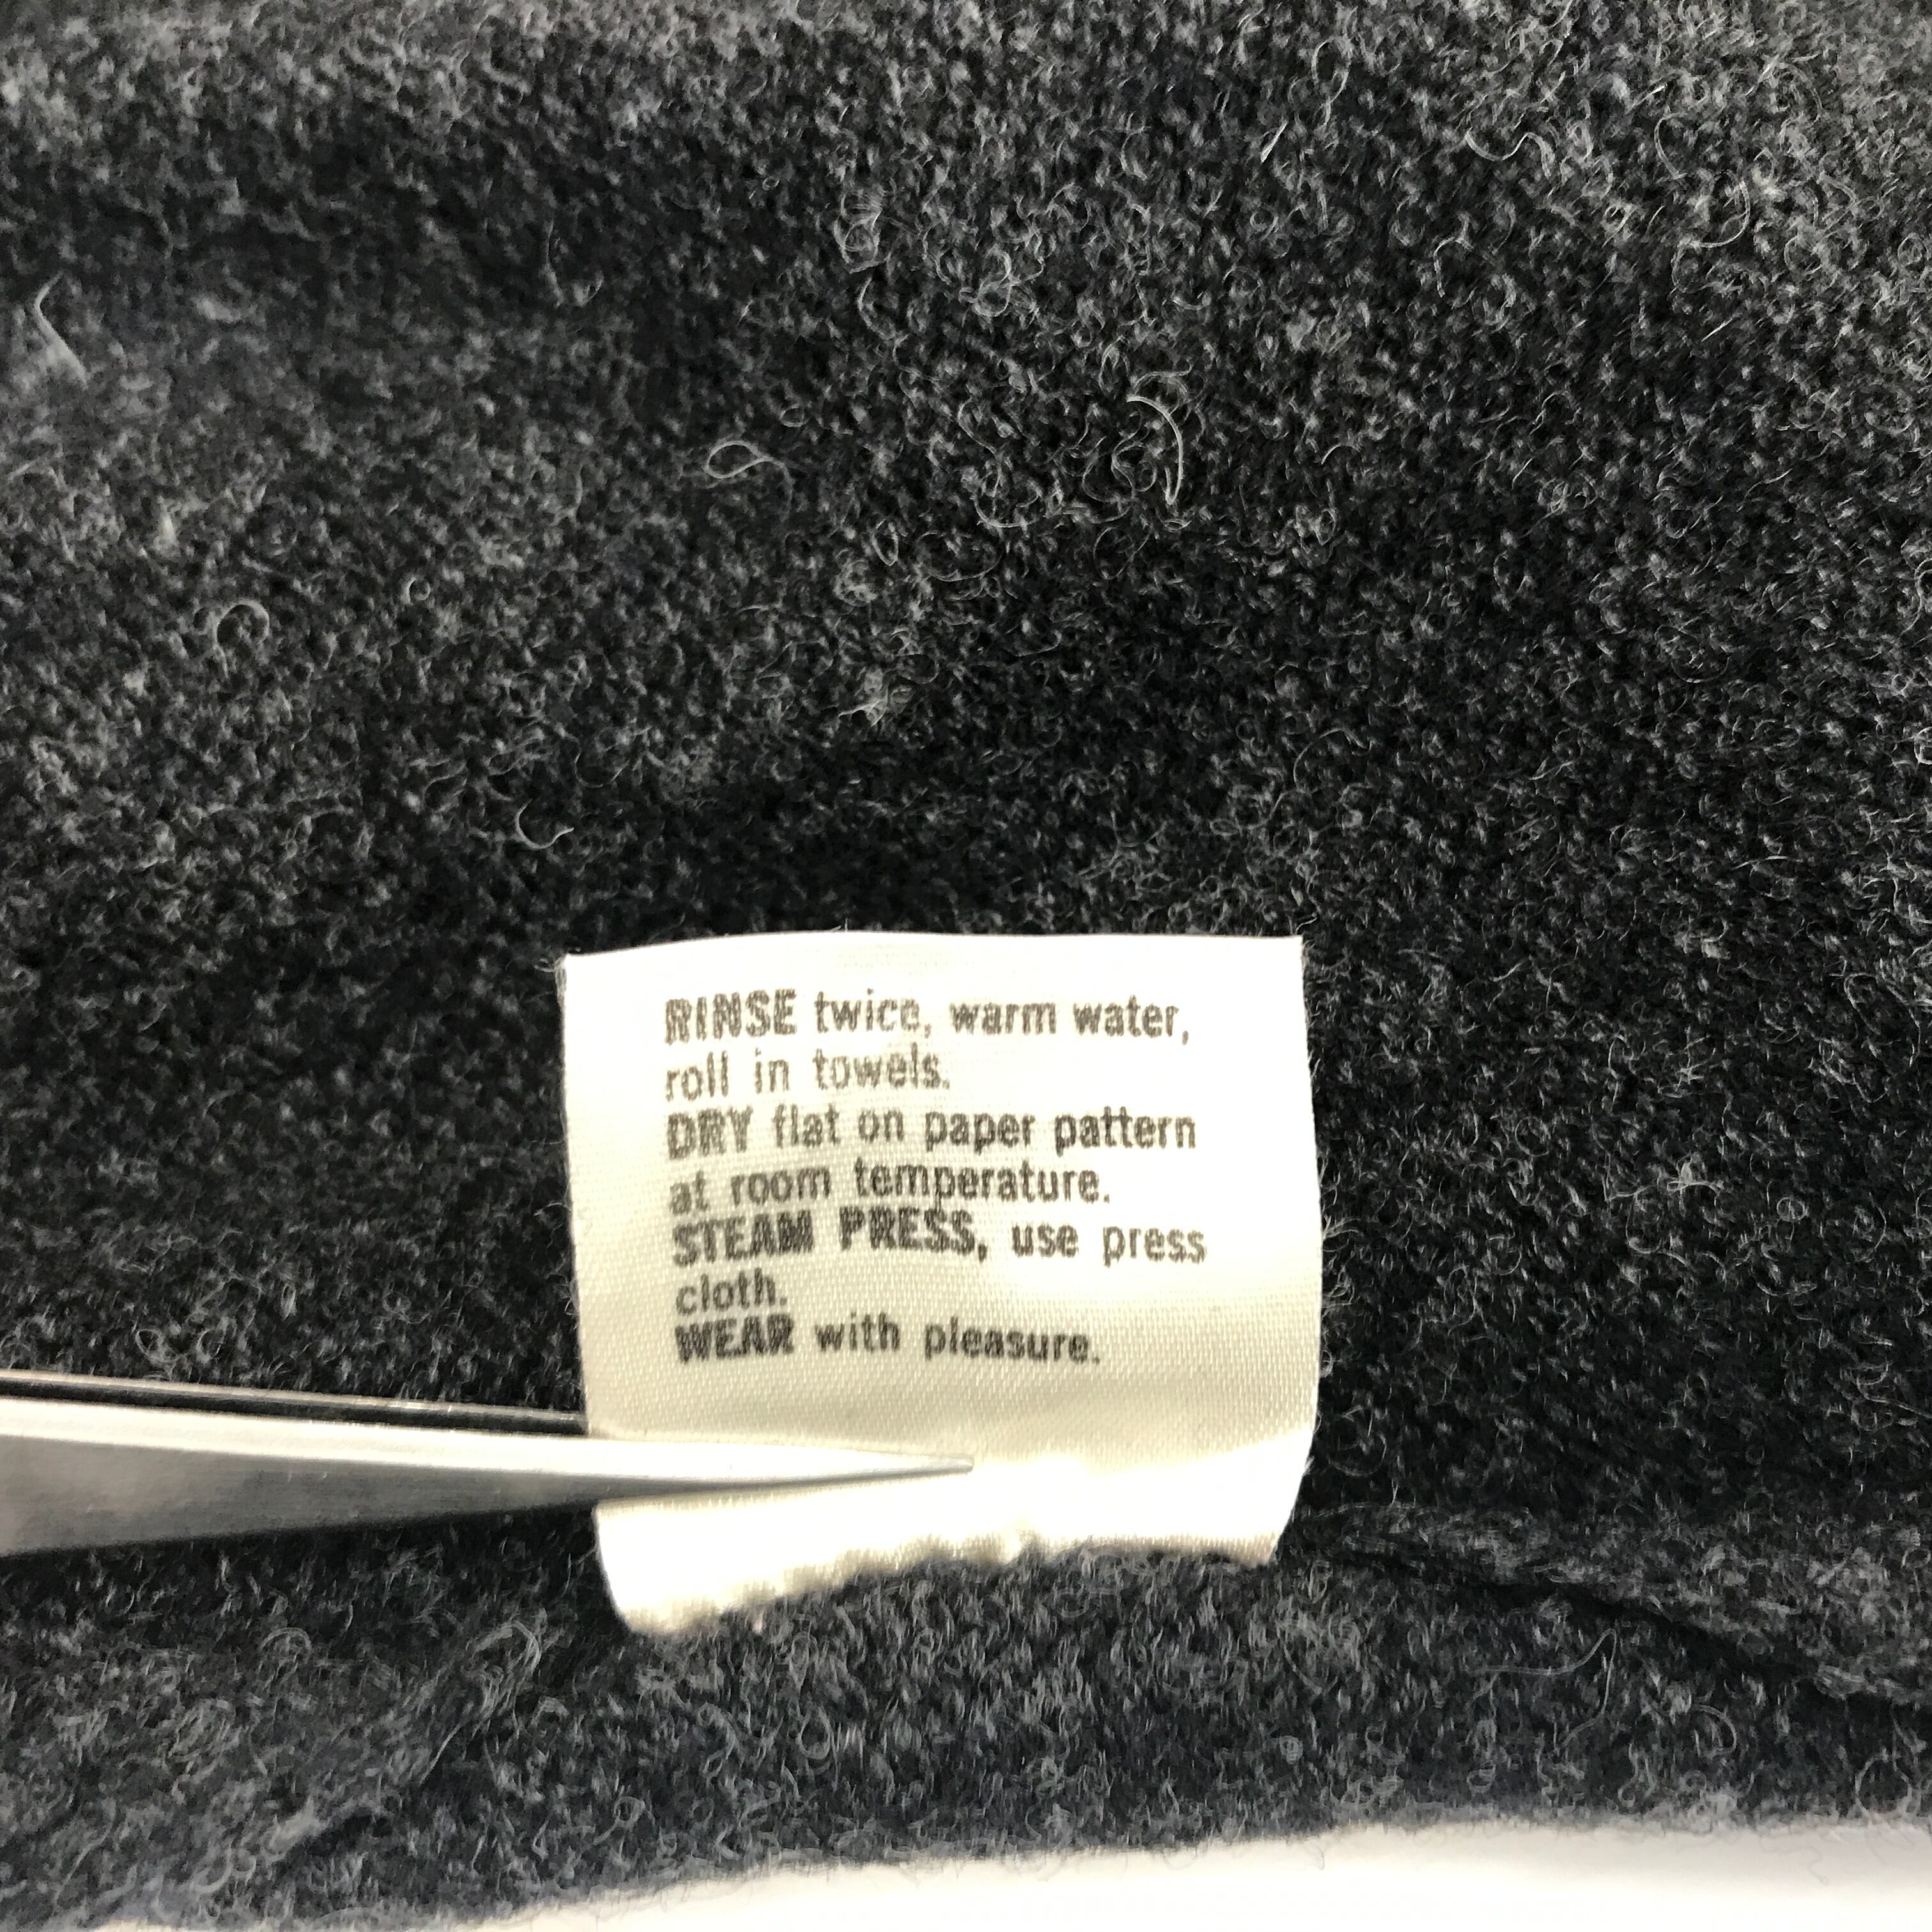 RINSE twice, warm water,
roll in towels.
DRY flat on paper pattern
at room temperature.
STEAM PRESS, use press
cloth.
WEAR with pleasure.